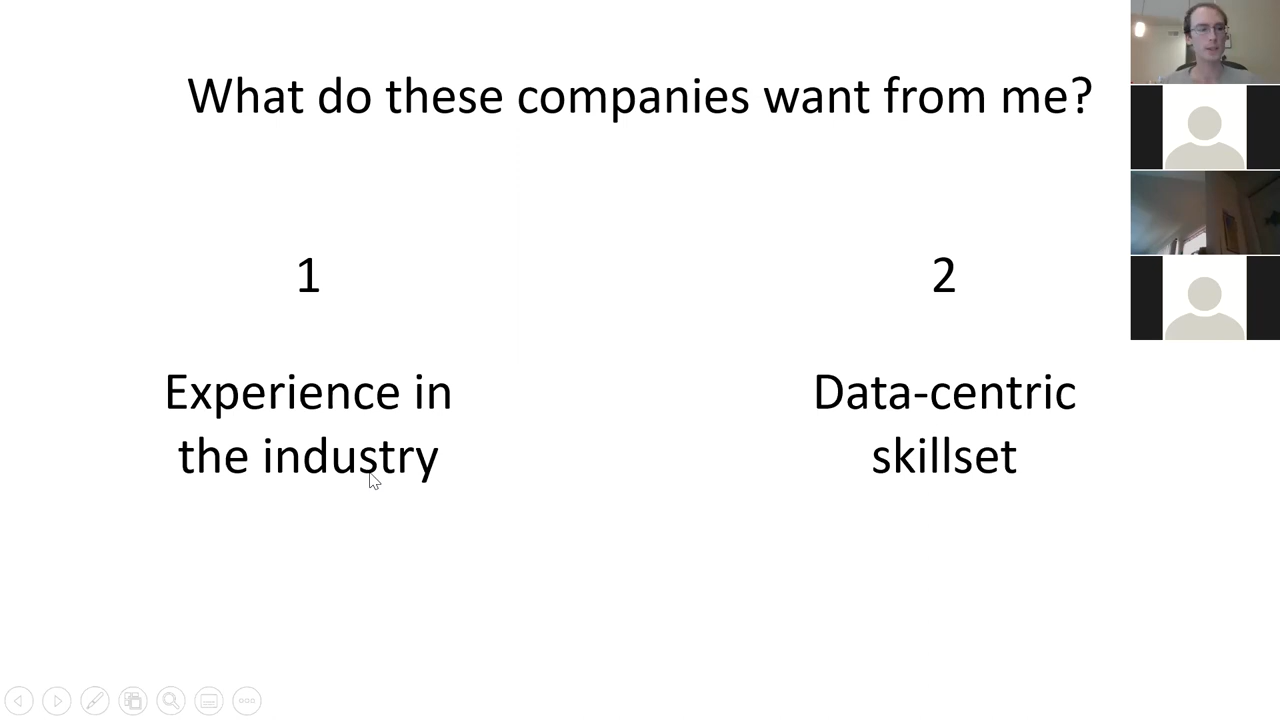 What do these companies want from me?
1
Experience in
the industry
2
Data-centric
skillset